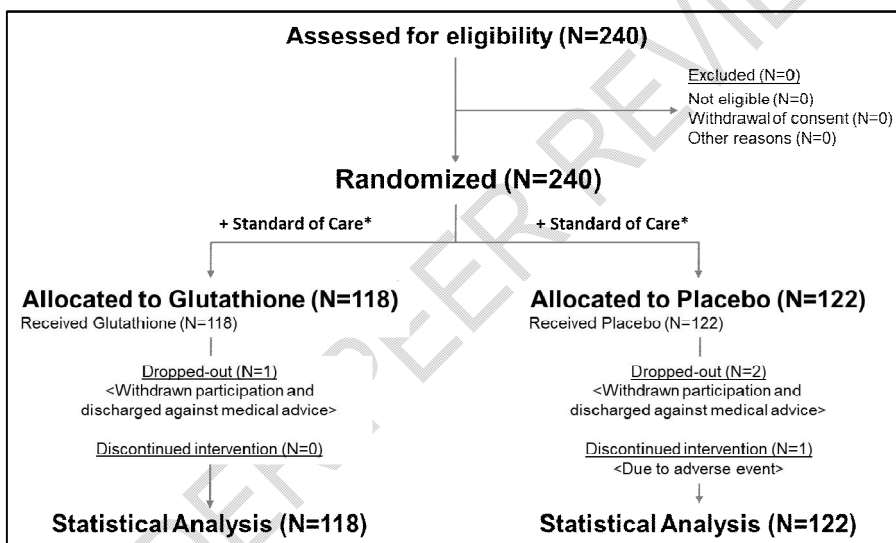 Assessed for eligibility (N=240)
Excluded (N=0)
Not eligible (N=0)
Withdrawal of consent (N=0)
Other reasons (N=0)
Randomized (N=240)
+ Standard of Care*
+ Standard of Care*
Allocated to Glutathione (N=118)
Received Glutathione (N=118)
Dropped-out (N=1)
<Withdrawn participation and
discharged against medical advice>
Discontinued intervention (N=0)
Statistical Analysis (N=118)
Allocated to Placebo (N=122)
Received Placebo (N=122)
Dropped-out (N=2)
<Withdrawn participation and
discharged against medical advice>
Discontinued intervention (N=1)
<Due to adverse event>
Statistical Analysis (N=122)
DER PEER REVIEW